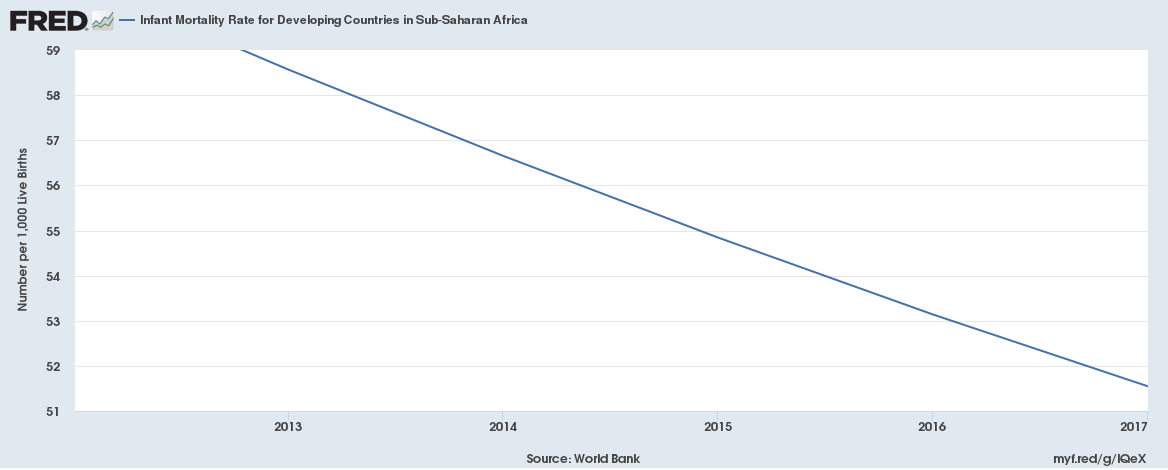 FRED
Infant Mortality Rate for Developing Countries in Sub-Saharan Africa
Number per 1,000 Live Births
59
58
57
56
55
54
53
52
51
2013 2014 2015 2016 2017
Source: World Bank
myf.red/g/lQeX